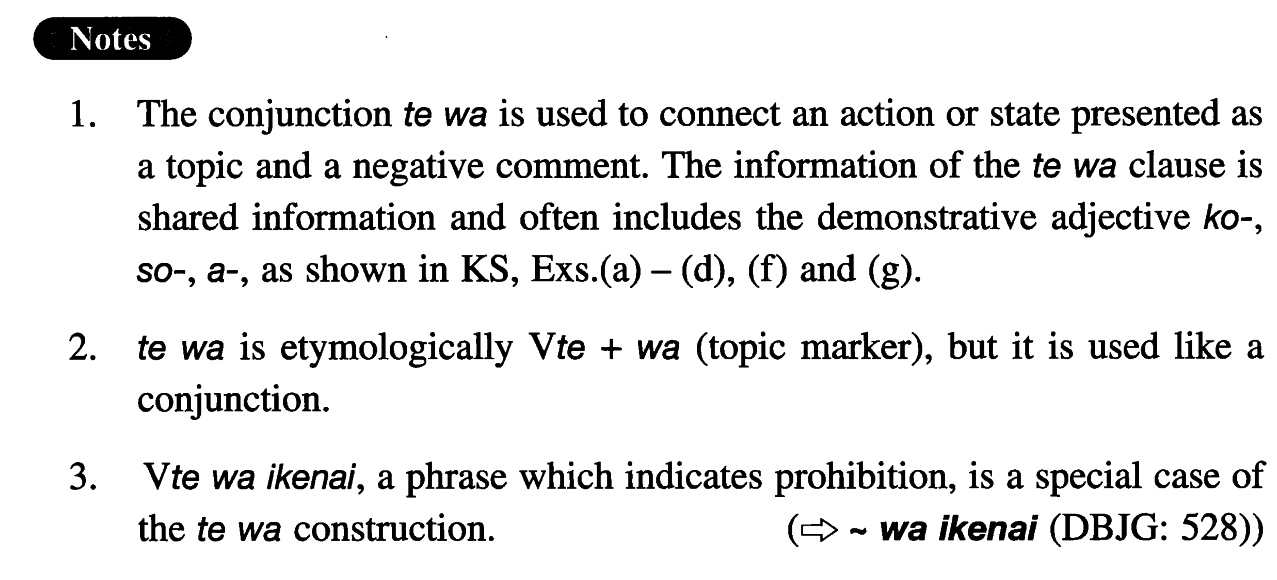 Notes
1. The conjunction te wa is used to connect an action or state presented as
a topic and a negative comment. The information of the te wa clause is
shared information and often includes the demonstrative adjective ko-,
so-, a-, as shown in KS, Exs.(a) – (d), (f) and (g).
2. te wa is etymologically Vte + wa (topic marker), but it is used like a
conjunction.
3. Vte wa ikenai, a phrase which indicates prohibition, is a special case of
the te wa construction. (⇨ ~ wa ikenai (DBJG: 528))